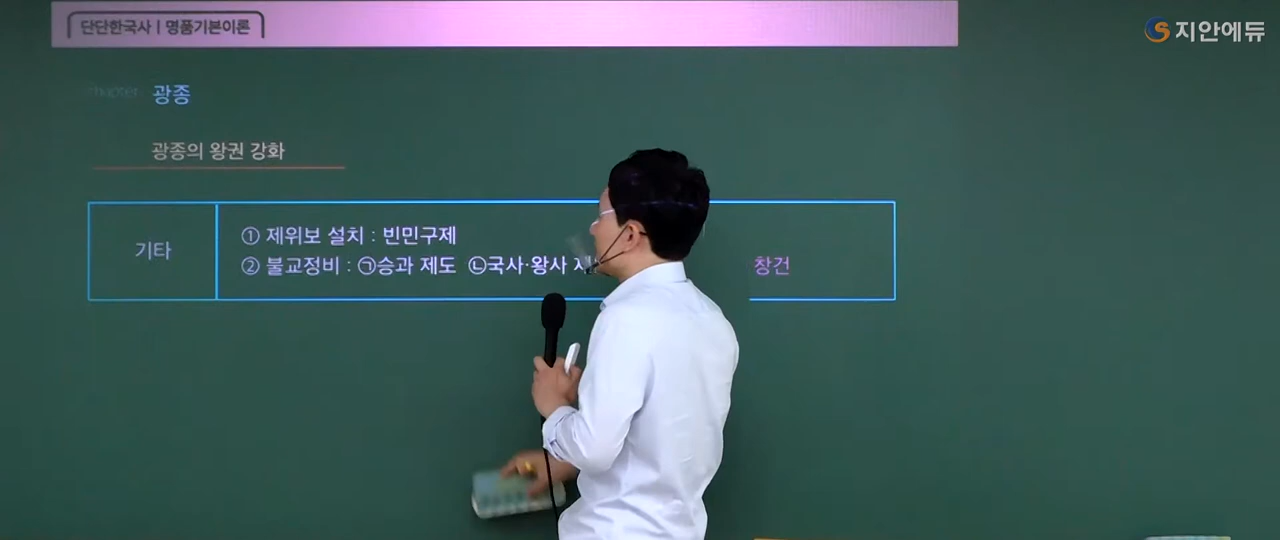 단단한국사 | 명품기본이론
지안에듀
chapter 광종
광종의 왕권 강화
기타
① 제위보 설치 : 빈민구제
② 불교정비 : ㉠승과 제도 ㉡국사·왕사 창건